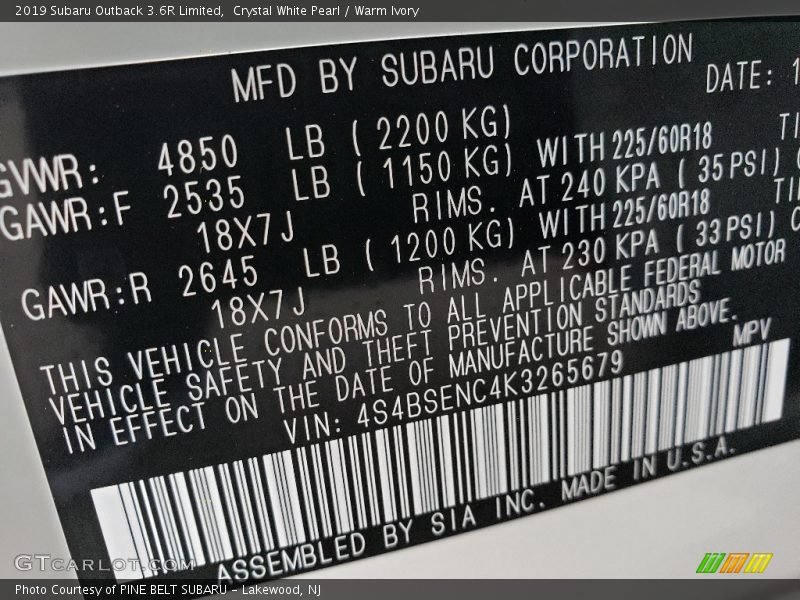 2019 Subaru Outback 3.6R Limited,  Crystal White Pearl / Warm Ivory
MFD BY SUBARU CORPORATION
DATE: 1
GVWR: 4850 LB ( 2200 KG)
GAWR:F 2535 LB ( 1150 KG) WITH 225/60R18
18X7J RIMS. AT 240 KPA ( 35 PSI)
GAWR:R 2645 LB ( 1200 KG) WITH 225/60R18
18X7J RIMS. AT 230 KPA ( 33 PSI)
THIS VEHICLE CONFORMS TO ALL APPLICABLE FEDERAL MOTOR
VEHICLE SAFETY AND THEFT PREVENTION STANDARDS
IN EFFECT ON THE DATE OF MANUFACTURE SHOWN ABOVE.
VIN: 4S4BSENC4K3265679 MPV
ASSEMBLED BY SIA INC. MADE IN U.S.A.
GTCARLOT.COM
Photo Courtesy of PINE BELT SUBARU - Lakewood, NJ